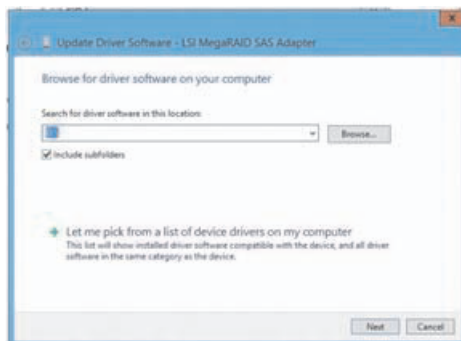 Update Driver Software - LSI MegaRAID SAS Adapter
Browse for driver software on your computer
Search for driver software in this location:
Browse...
Include subfolders
Let me pick from a list of device drivers on my computer
This list will show installed driver software compatible with the device, and all driver
software in the same category as the device.
Next Cancel